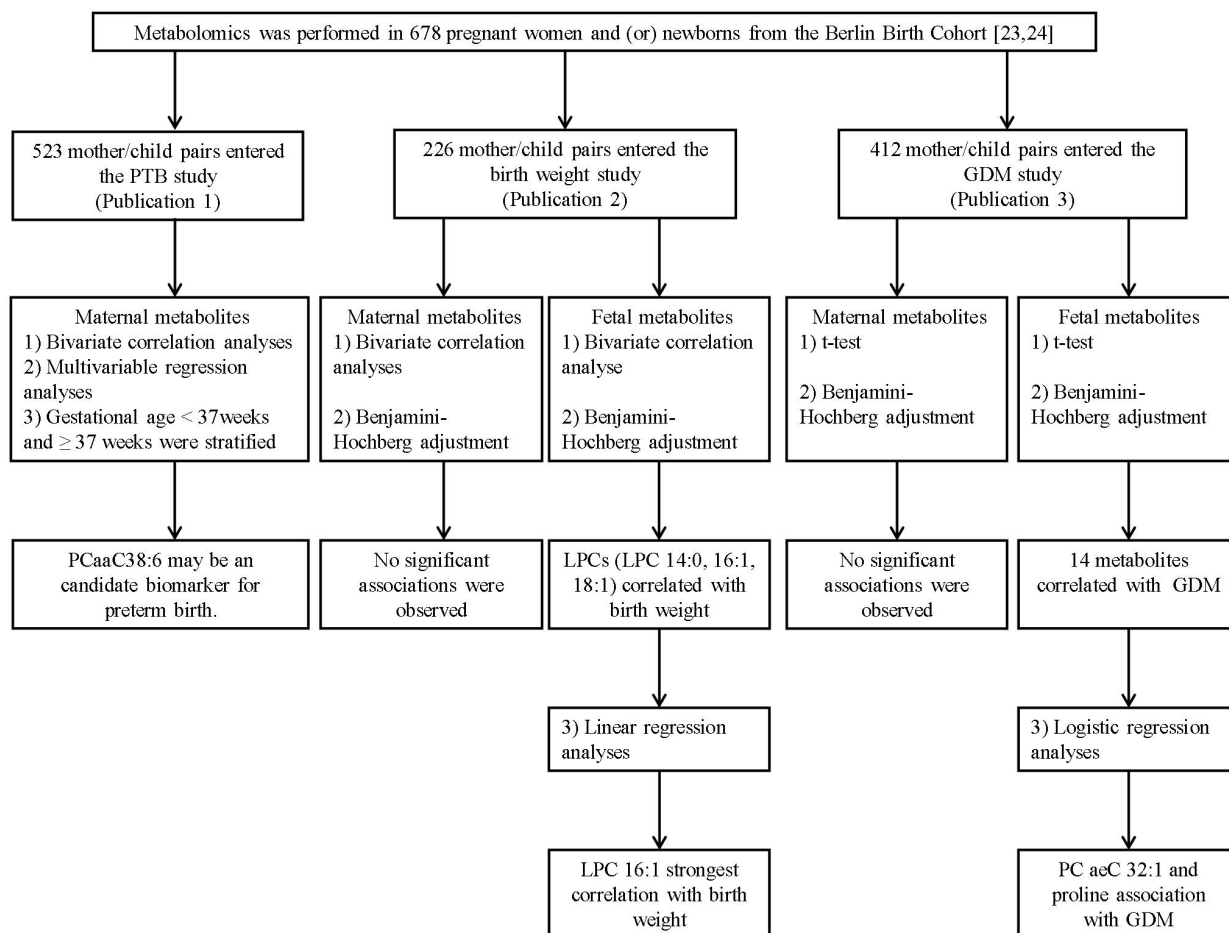 Metabolomics was performed in 678 pregnant women and (or) newborns from the Berlin Birth Cohort [23,24]
523 mother/child pairs entered
the PTB study
(Publication 1)
226 mother/child pairs entered the
birth weight study
(Publication 2)
412 mother/child pairs entered the
GDM study
(Publication 3)
Maternal metabolites
1) Bivariate correlation analyses
2) Multivariable regression
analyses
3) Gestational age < 37weeks
and ≥ 37 weeks were stratified
Maternal metabolites
1) Bivariate correlation
analyses
2) Benjamini-
Hochberg adjustment
Fetal metabolites
1) Bivariate correlation
analyse
2) Benjamini-
Hochberg adjustment
Maternal metabolites
1) t-test
2) Benjamini-
Hochberg adjustment
Fetal metabolites
1) t-test
2) Benjamini-
Hochberg adjustment
PCaaC38:6 may be an
candidate biomarker for
preterm birth.
No significant
associations were
observed
LPCs (LPC 14:0, 16:1,
18:1) correlated with
birth weight
No significant
associations were
observed
14 metabolites
correlated with GDM
3) Linear regression
analyses
3) Logistic regression
analyses
LPC 16:1 strongest
correlation with birth
weight
PC aeC 32:1 and
proline association
with GDM